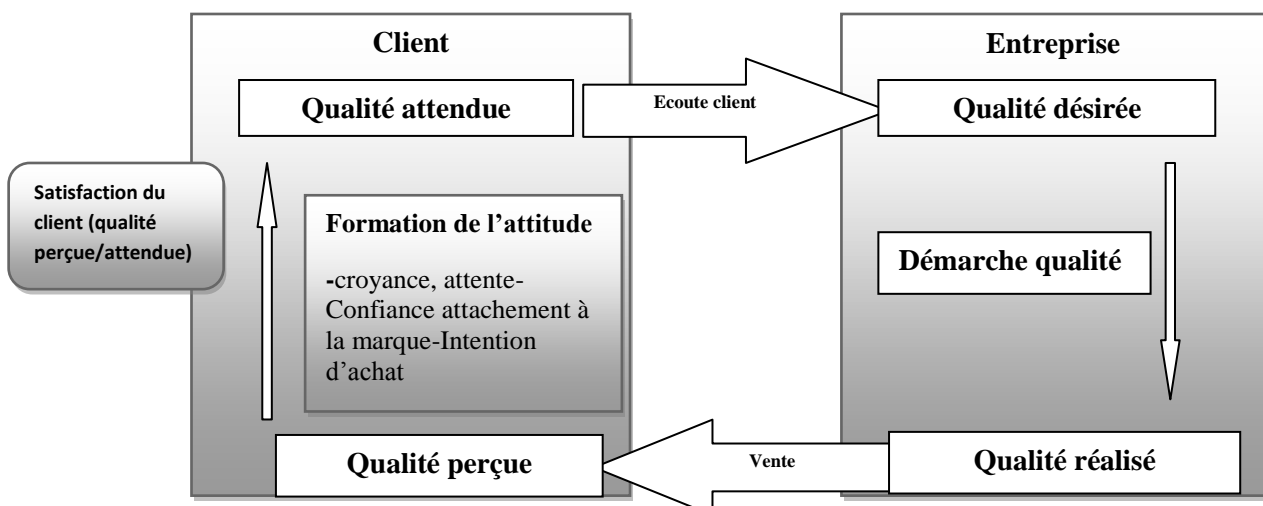 Client
Entreprise
Qualité attendue
Ecoute client
Qualité désirée
Satisfaction du
client (qualité
perçue/attendue)
Formation de l’attitude
-croyance, attente-
Confiance attachement à
la marque-Intention
d’achat
Démarche qualité
Qualité perçue
Vente
Qualité réalisé